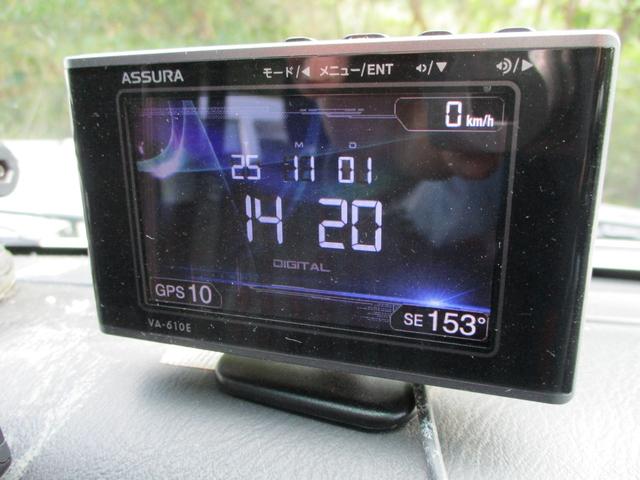 ASSURA
モード/◀ メニュー/ENT 🔉/▼ 🔊/▶
0 km/h
Y M D
25 11 01
14 20
DIGITAL
GPS 10
SE 153°
VA-610E